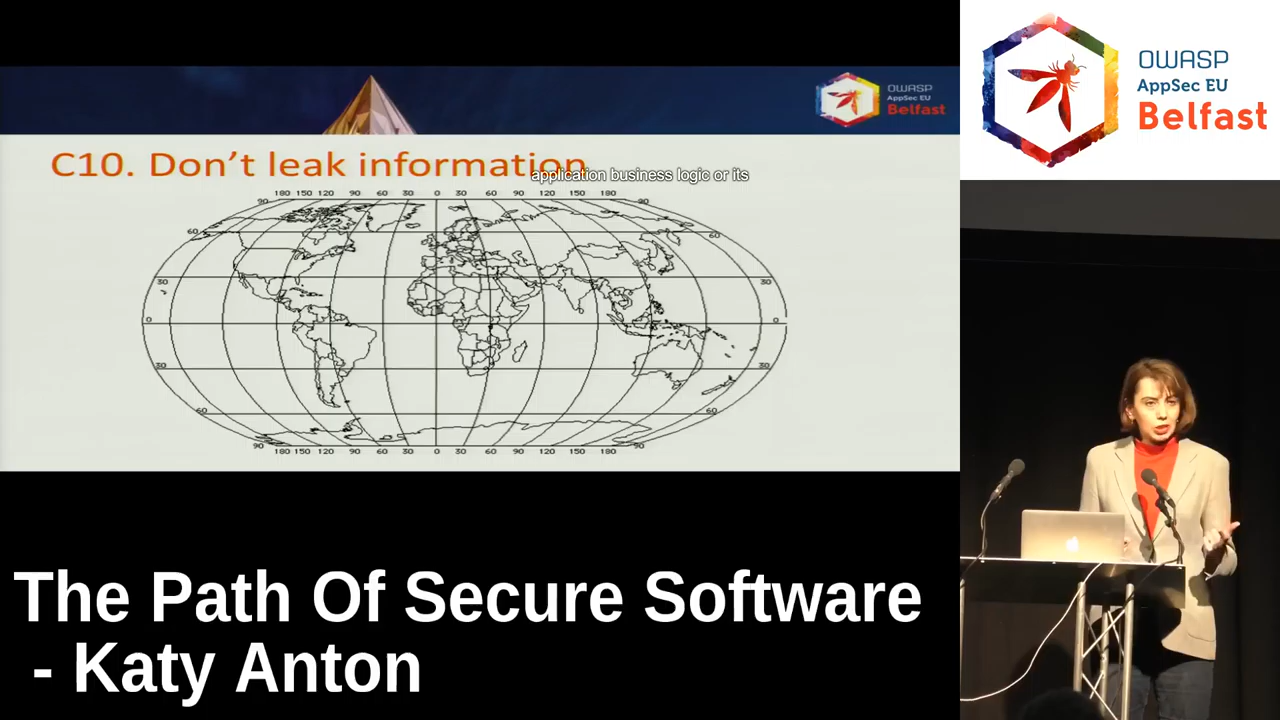 OWASP
AppSec EU
Belfast
C10. Don't leak information
application business logic or its
180 150 120 90 60 30 0 30 60 90 120 150 180
90 90
60 60
30 30
0 0
30 30
60 60
90 90
180 150 120 90 60 30 0 30 60 90 120 150 180
OWASP
AppSec EU
Belfast
The Path Of Secure Software
- Katy Anton